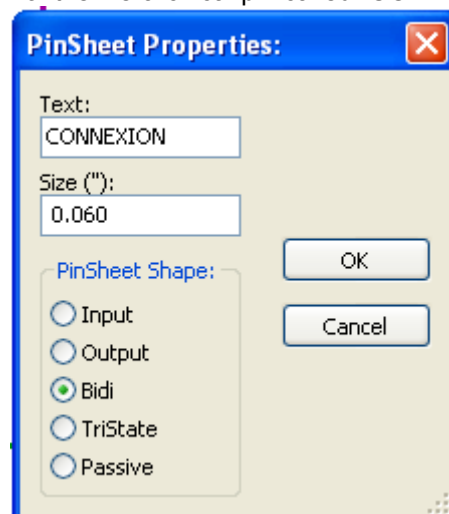 PinSheet Properties:
Text:
CONNEXION
Size ("):
0.060
PinSheet Shape:
Input
Output
Bidi
TriState
Passive
OK
Cancel